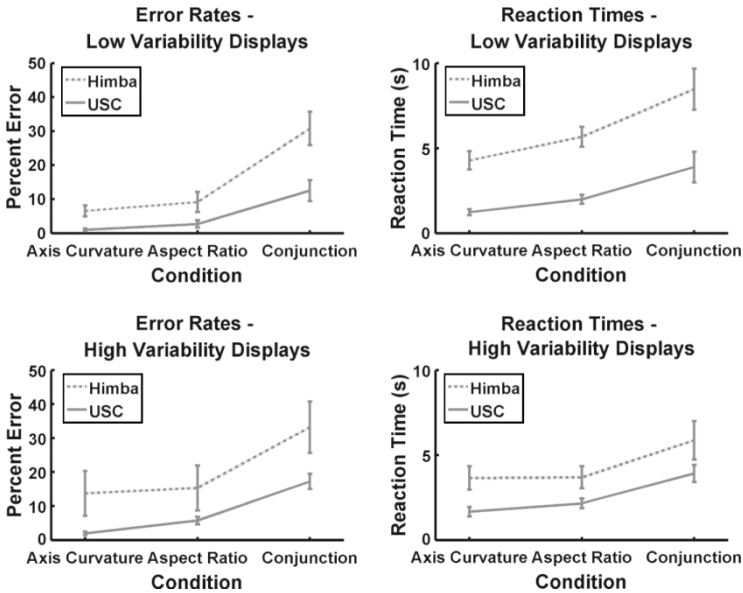 Error Rates -
Low Variability Displays
50
40
30
20
10
0
Percent Error
Himba
USC
Axis Curvature Aspect Ratio Conjunction
Condition
Reaction Times -
Low Variability Displays
10
5
0
Reaction Time (s)
Himba
USC
Axis Curvature Aspect Ratio Conjunction
Condition
Error Rates -
High Variability Displays
50
40
30
20
10
0
Percent Error
Himba
USC
Axis Curvature Aspect Ratio Conjunction
Condition
Reaction Times -
High Variability Displays
10
5
0
Reaction Time (s)
Himba
USC
Axis Curvature Aspect Ratio Conjunction
Condition